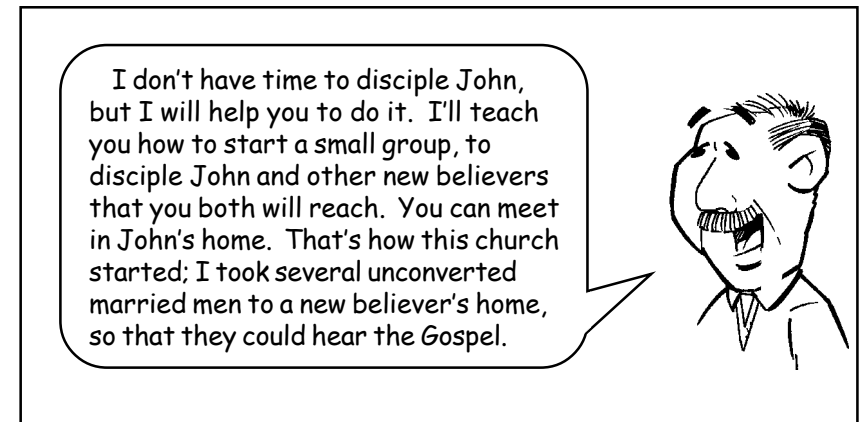 I don't have time to disciple John,
but I will help you to do it.  I'll teach
you how to start a small group, to
disciple John and other new believers
that you both will reach.  You can meet
in John's home.  That's how this church
started; I took several unconverted
married men to a new believer's home,
so that they could hear the Gospel.